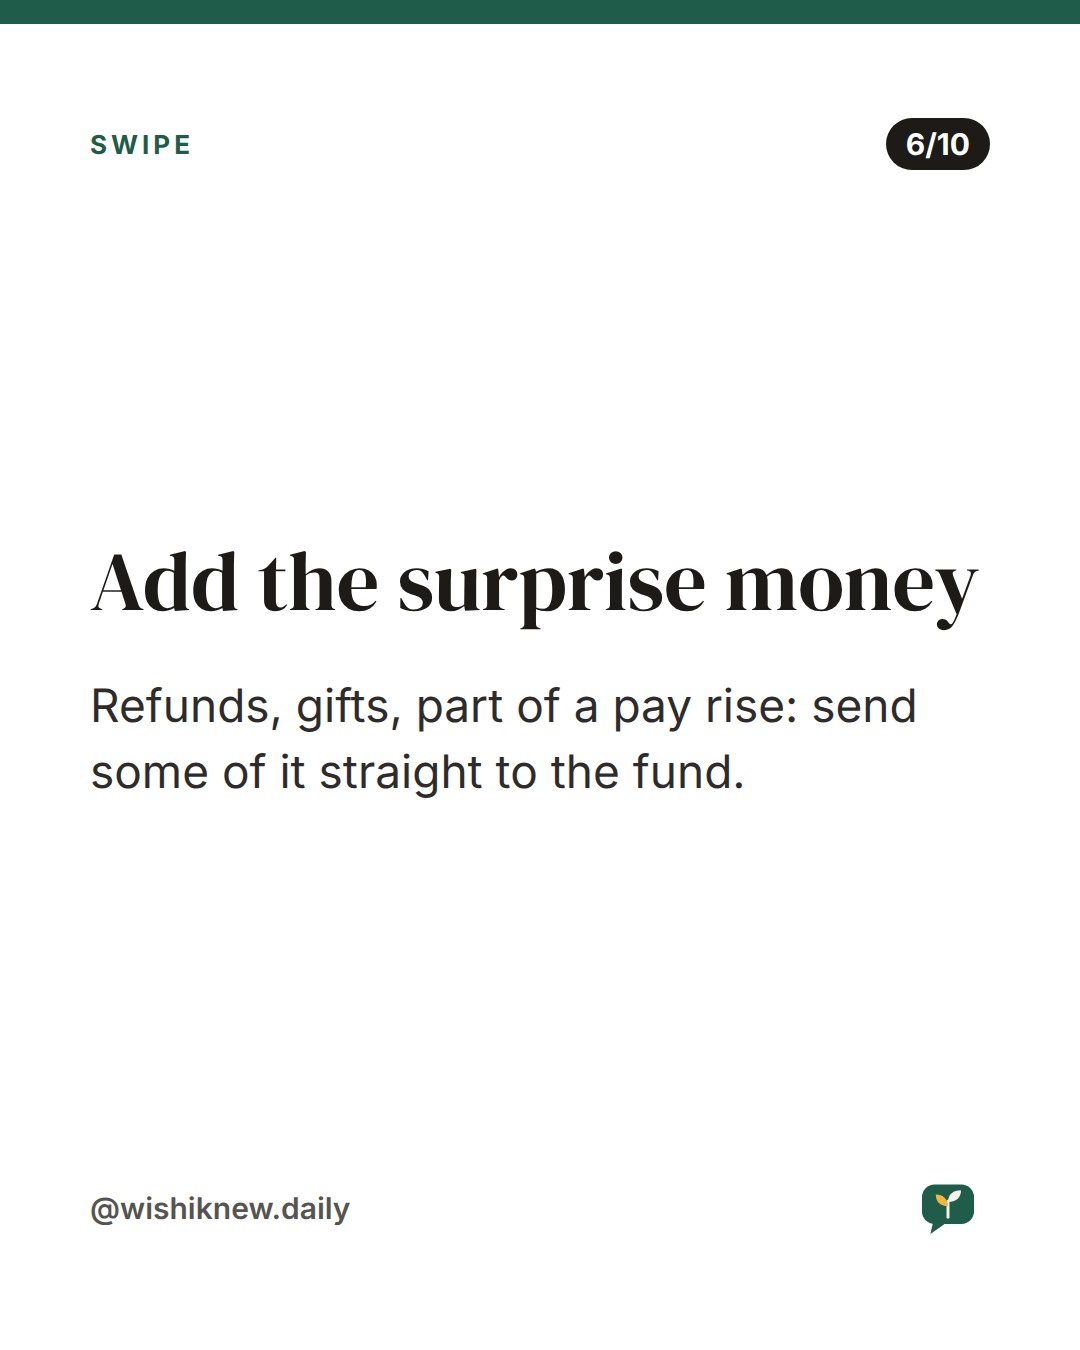 SWIPE
6/10
Add the surprise money
Refunds, gifts, part of a pay rise: send
some of it straight to the fund.
@wishiknew.daily